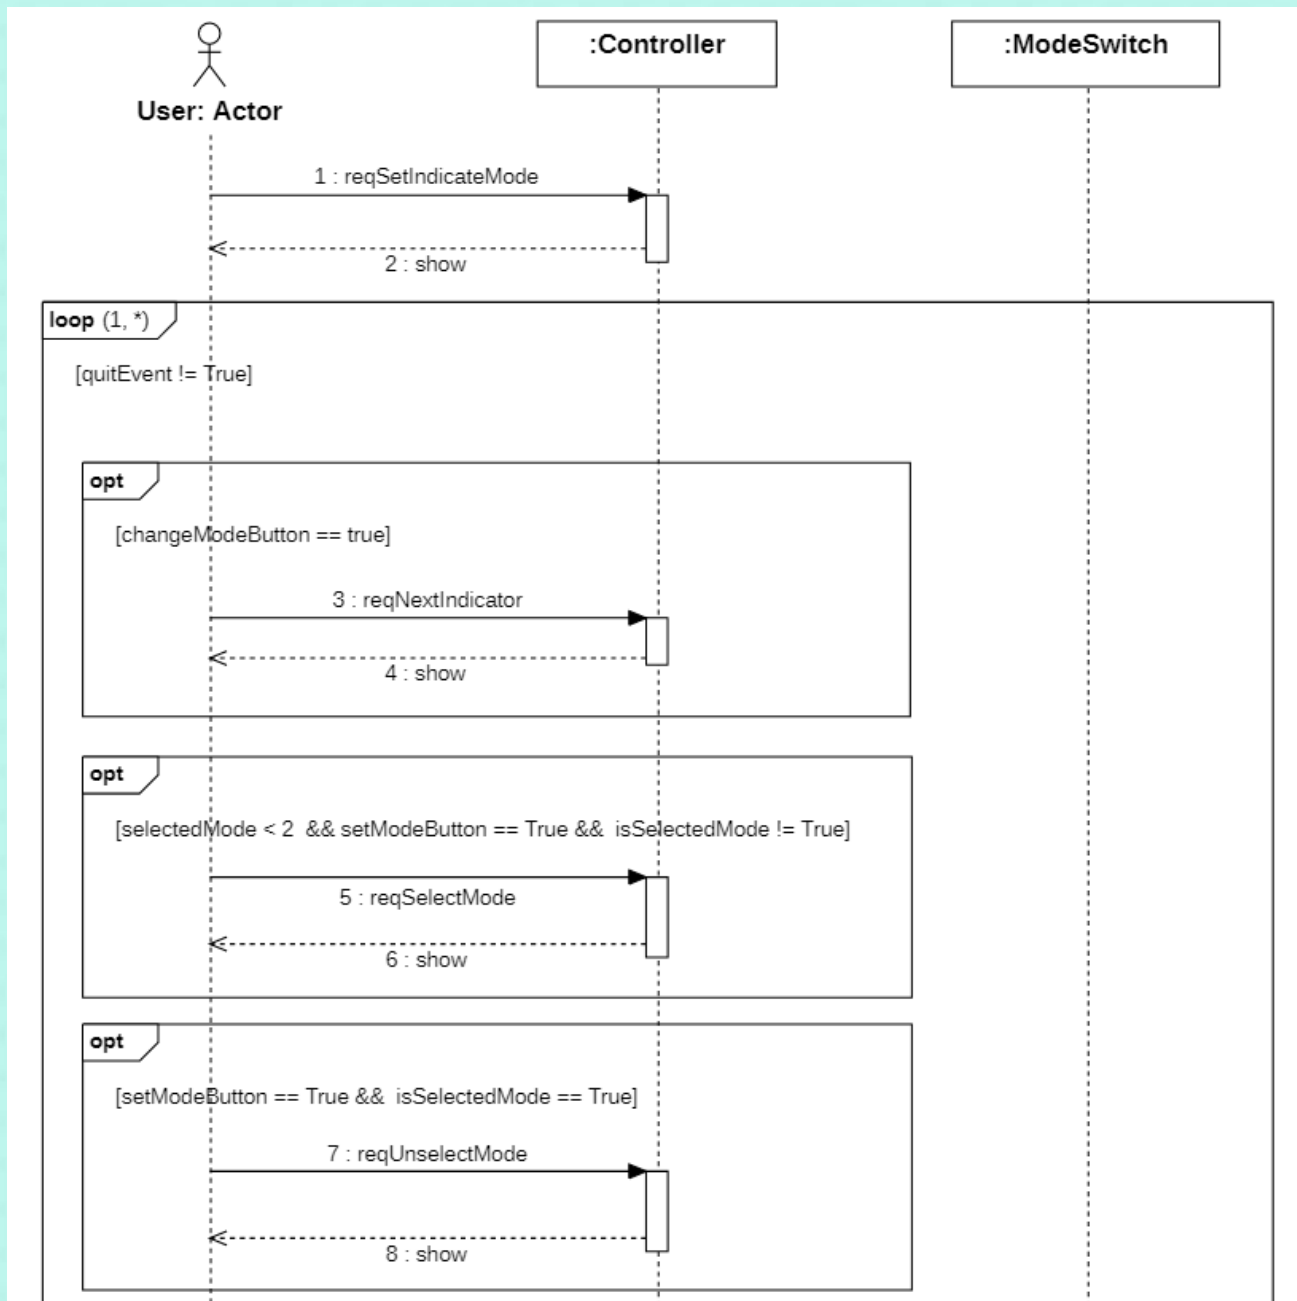 :Controller
:ModeSwitch
User: Actor
1 : reqSetIndicateMode
2 : show
loop (1, *)
[quitEvent != True]
opt
[changeModeButton == true]
3 : reqNextIndicator
4 : show
opt
[selectedMode < 2 && setModeButton == True && isSelectedMode != True]
5 : reqSelectMode
6 : show
opt
[setModeButton == True && isSelectedMode == True]
7 : reqUnselectMode
8 : show